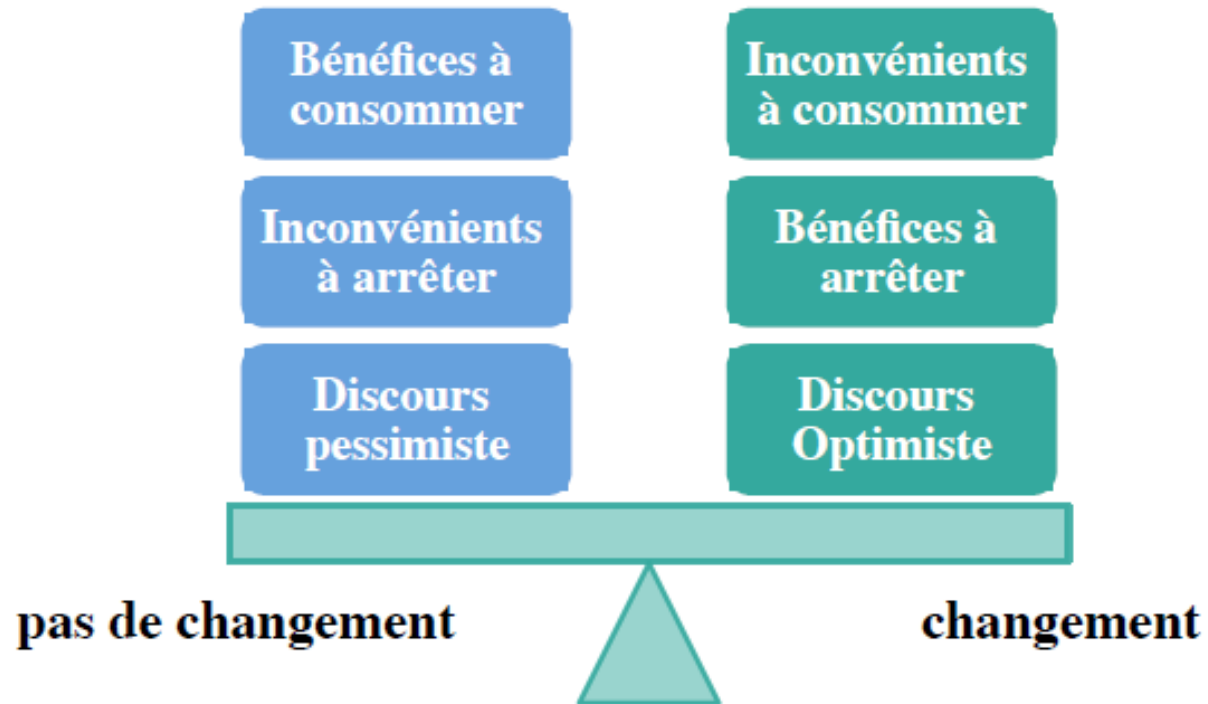 Bénéfices à
consommer
Inconvénients
à consommer
Inconvénients
à arrêter
Bénéfices à
arrêter
Discours
pessimiste
Discours
Optimiste
pas de changement
changement